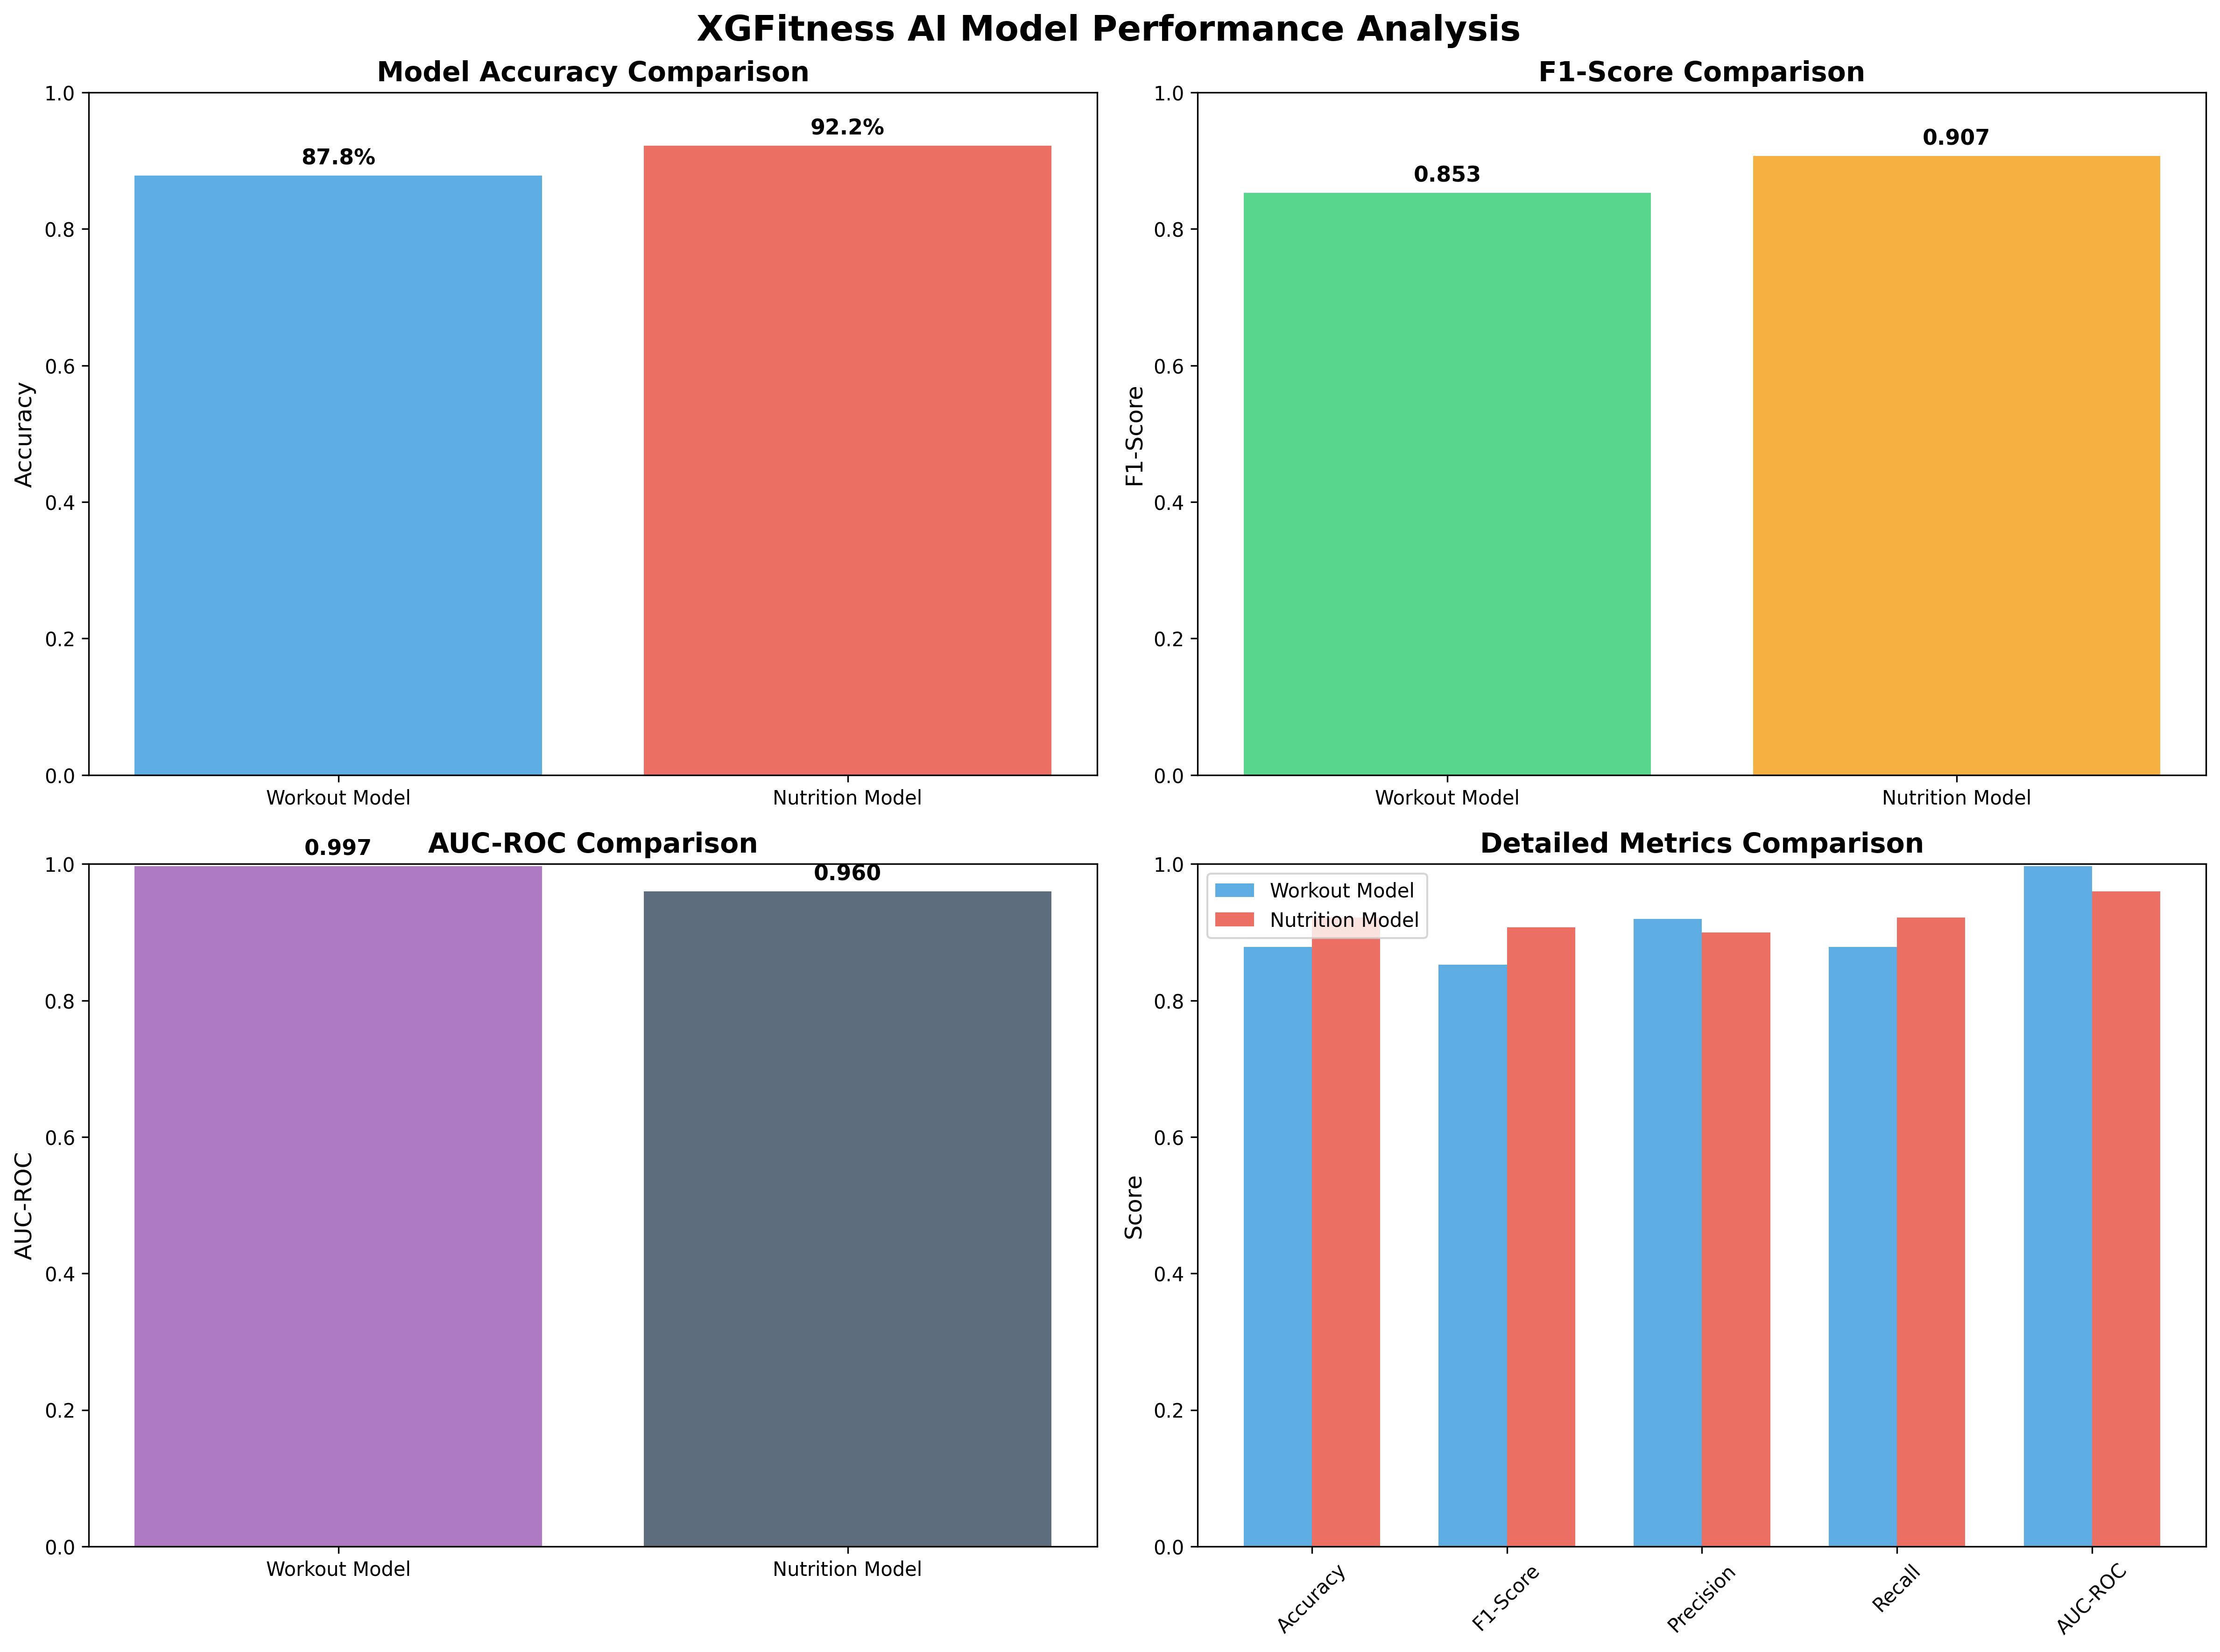 XGFitness AI Model Performance Analysis
Model Accuracy Comparison
1.0
0.8
0.6
0.4
0.2
0.0
Accuracy
87.8%
92.2%
Workout Model
Nutrition Model
F1-Score Comparison
1.0
0.8
0.6
0.4
0.2
0.0
F1-Score
0.853
0.907
Workout Model
Nutrition Model
AUC-ROC Comparison
1.0
0.8
0.6
0.4
0.2
0.0
AUC-ROC
0.997
0.960
Workout Model
Nutrition Model
Detailed Metrics Comparison
1.0
0.8
0.6
0.4
0.2
0.0
Score
Workout Model
Nutrition Model
Accuracy
F1-Score
Precision
Recall
AUC-ROC